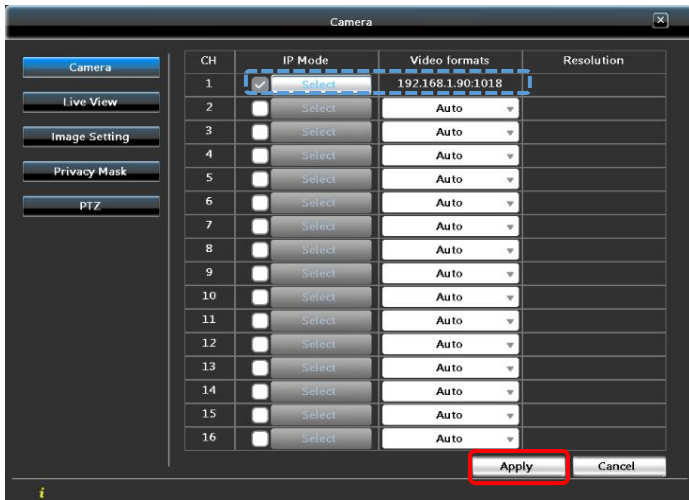 Camera
Camera
Live View
Image Setting
Privacy Mask
PTZ
CH IP Mode Video formats Resolution
1 Select 192.168.1.90:1018
2 Select Auto
3 Select Auto
4 Select Auto
5 Select Auto
6 Select Auto
7 Select Auto
8 Select Auto
9 Select Auto
10 Select Auto
11 Select Auto
12 Select Auto
13 Select Auto
14 Select Auto
15 Select Auto
16 Select Auto
Apply Cancel
i